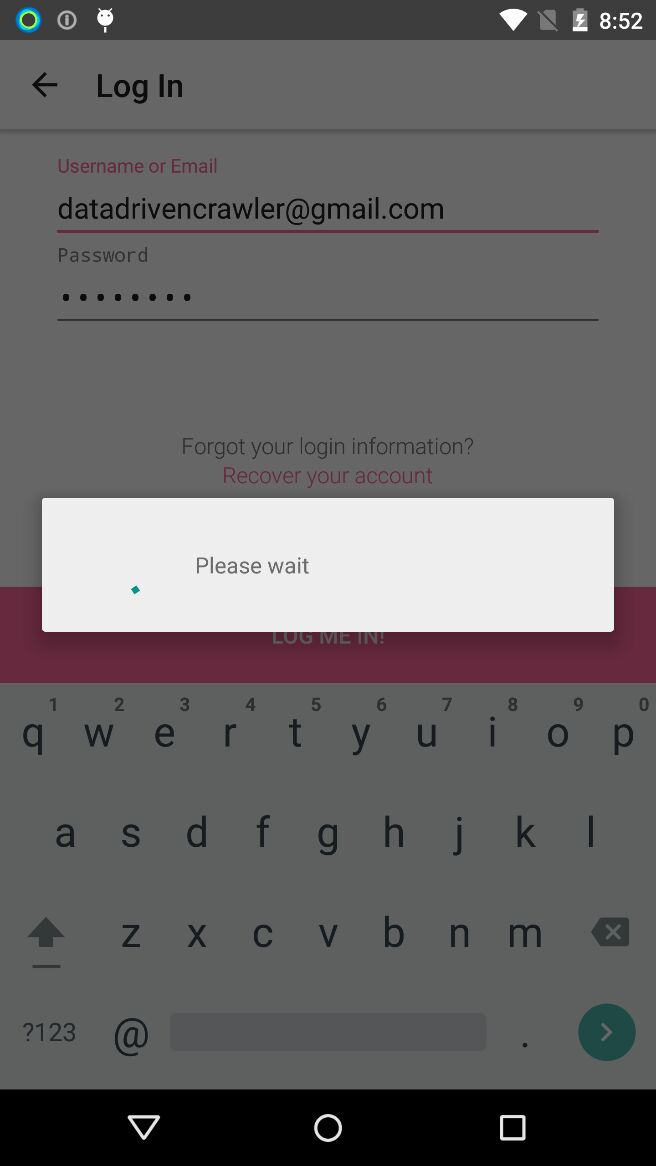 8:52
Log In
Username or Email
datadrivencrawler@gmail.com
Password
Forgot your login information?
Recover your account
Please wait
LOG ME IN!
1 2 3 4 5 6 7 8 9 0
q w e r t y u i o p
a s d f g h j k l
z x c v b n m
?123 @ .